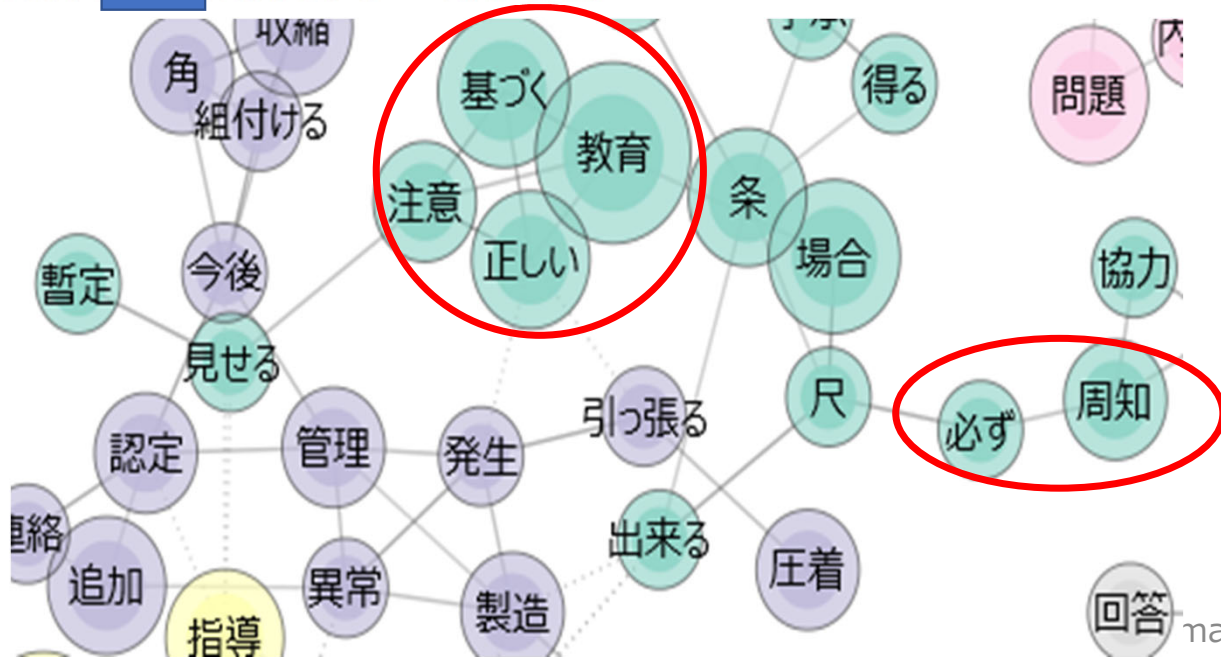 収縮
角
組付ける
基づく
教育
注意
正しい
得る
条
場合
問題
協力
暫定
今後
見せる
尺
必ず
周知
引っ張る
認定
管理
発生
連絡
追加
異常
製造
出来る
圧着
指導
回答
ma